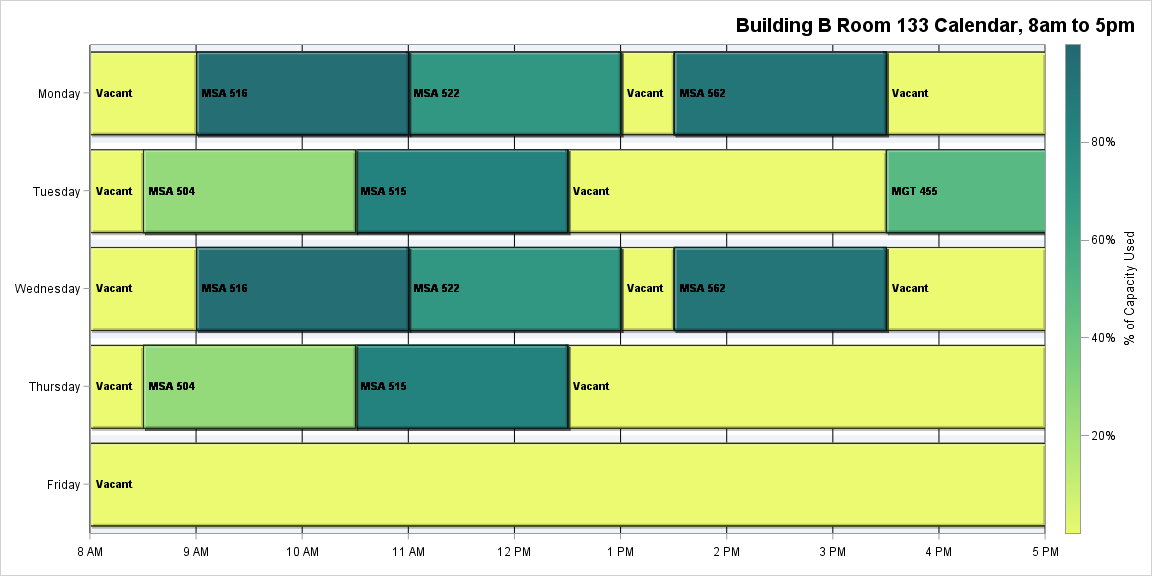 Building B Room 133 Calendar, 8am to 5pm
Monday
Vacant
MSA 516
MSA 522
Vacant
MSA 562
Vacant
Tuesday
Vacant
MSA 504
MSA 515
Vacant
MGT 455
Wednesday
Vacant
MSA 516
MSA 522
Vacant
MSA 562
Vacant
Thursday
Vacant
MSA 504
MSA 515
Vacant
Friday
Vacant
8 AM
9 AM
10 AM
11 AM
12 PM
1 PM
2 PM
3 PM
4 PM
5 PM
80%
60%
40%
20%
% of Capacity Used